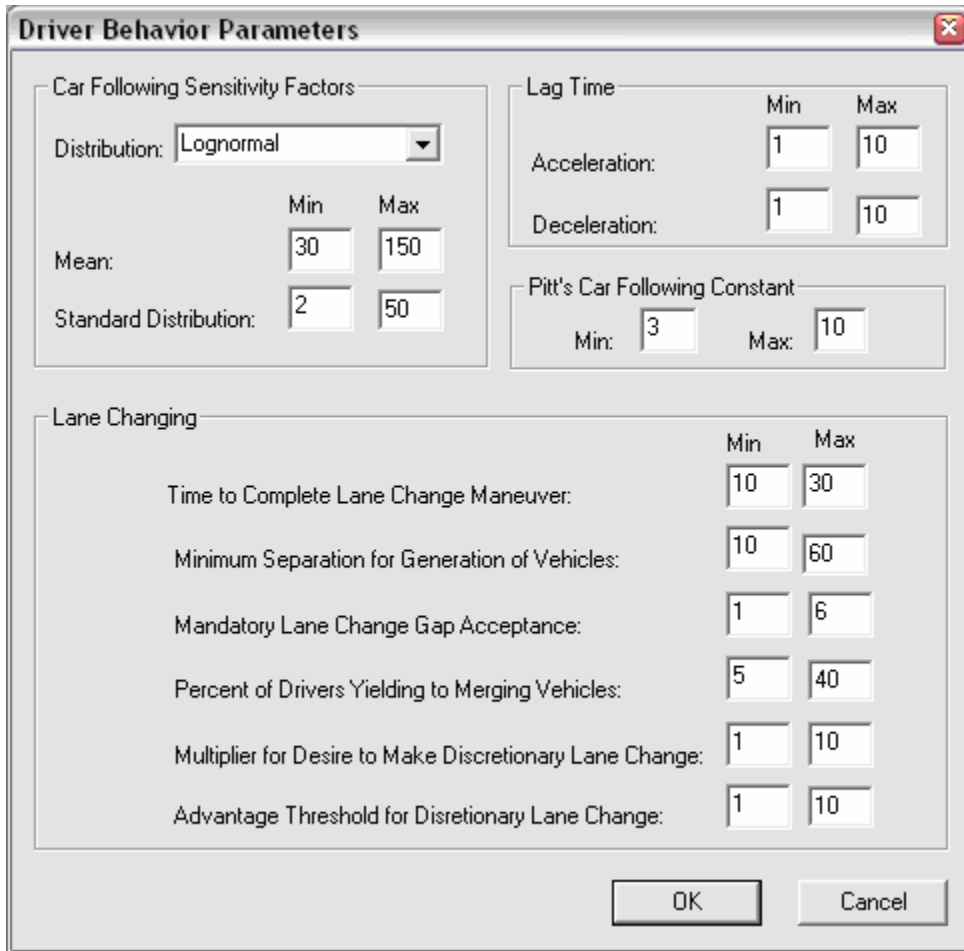 Driver Behavior Parameters
Car Following Sensitivity Factors
Distribution: Lognormal
Min Max
Mean: 30 150
Standard Distribution: 2 50
Lag Time
Min Max
Acceleration: 1 10
Deceleration: 1 10
Pitt's Car Following Constant
Min: 3 Max: 10
Lane Changing
Min Max
Time to Complete Lane Change Maneuver: 10 30
Minimum Separation for Generation of Vehicles: 10 60
Mandatory Lane Change Gap Acceptance: 1 6
Percent of Drivers Yielding to Merging Vehicles: 5 40
Multiplier for Desire to Make Discretionary Lane Change: 1 10
Advantage Threshold for Disretionary Lane Change: 1 10
OK Cancel